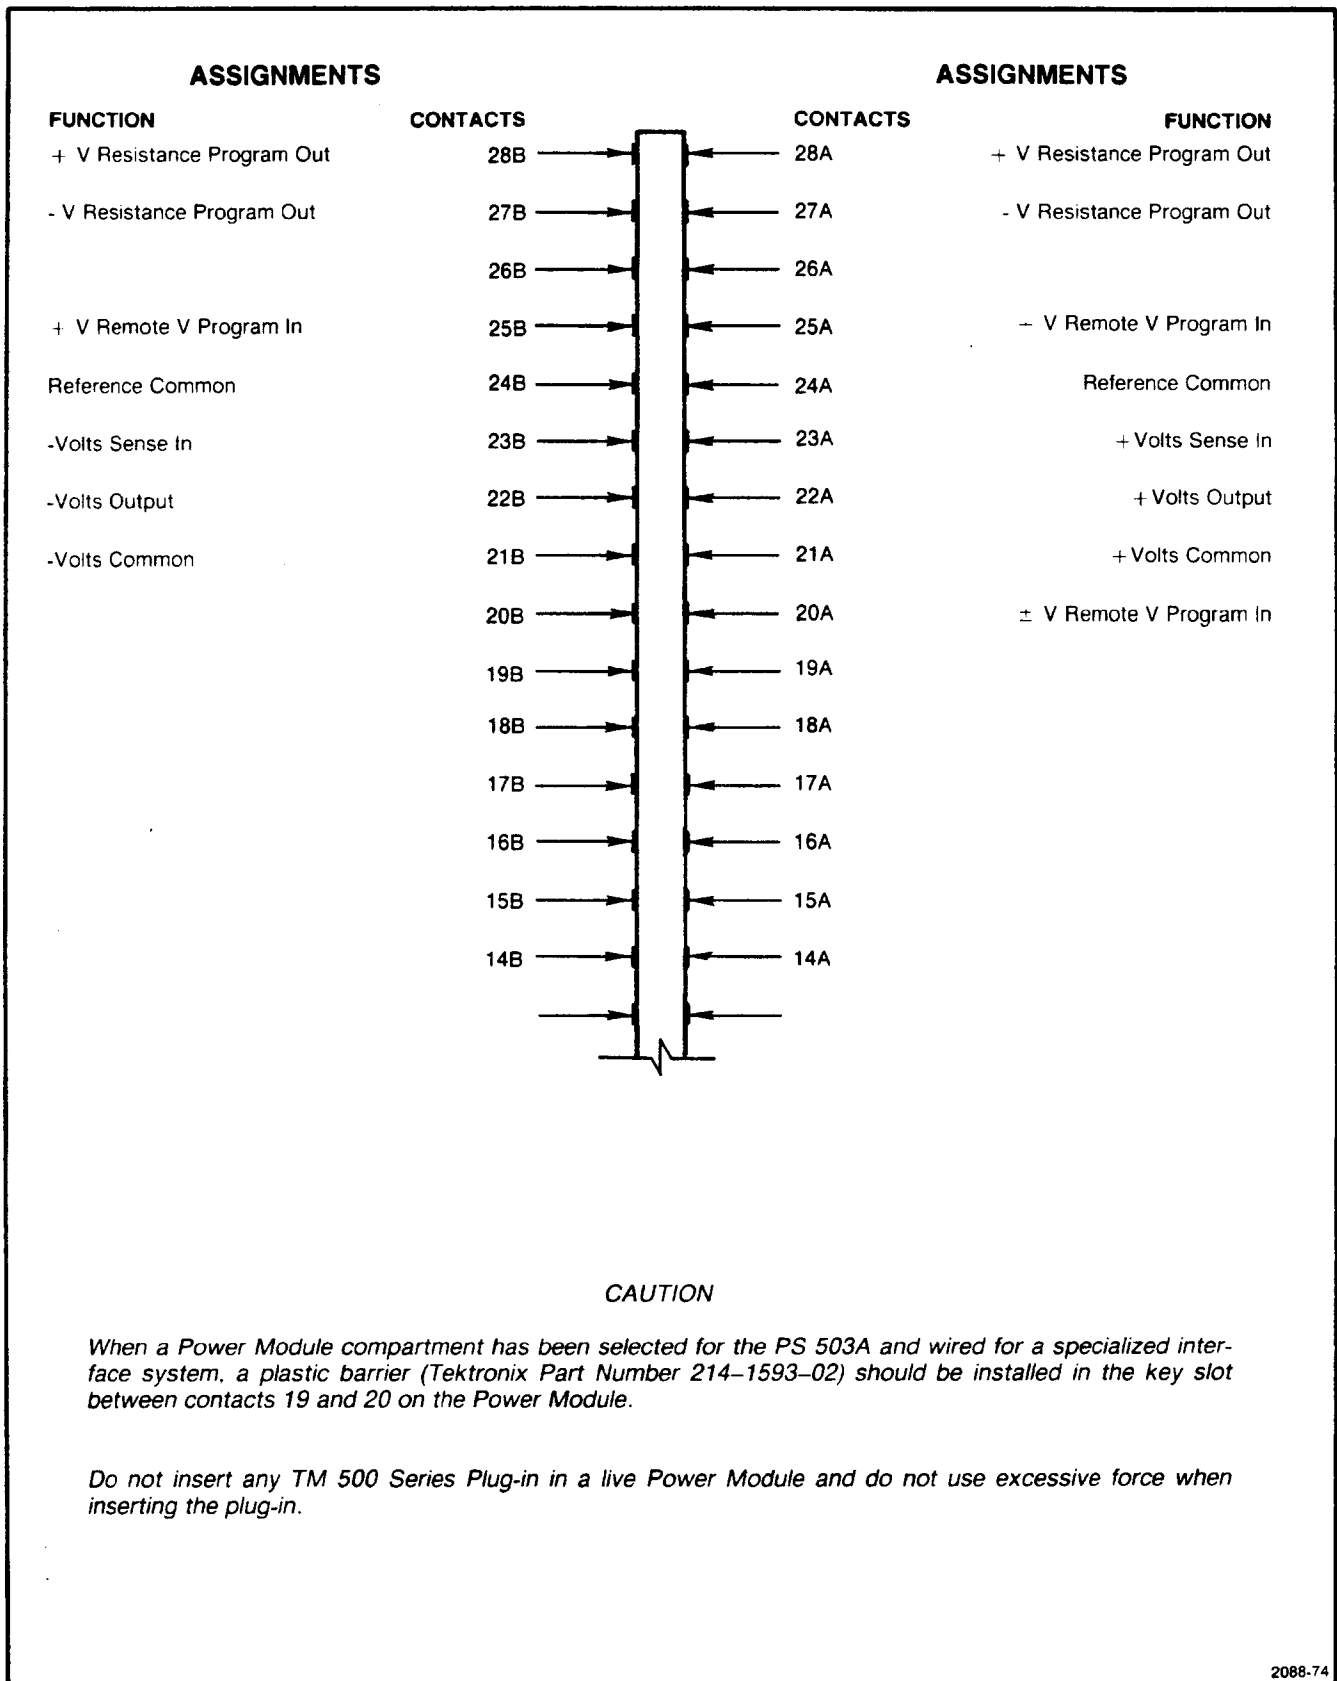 ASSIGNMENTS ASSIGNMENTS
FUNCTION CONTACTS CONTACTS FUNCTION
+ V Resistance Program Out 28B 28A + V Resistance Program Out
- V Resistance Program Out 27B 27A - V Resistance Program Out
26B 26A
+ V Remote V Program In 25B 25A - V Remote V Program In
Reference Common 24B 24A Reference Common
-Volts Sense In 23B 23A +Volts Sense In
-Volts Output 22B 22A +Volts Output
-Volts Common 21B 21A +Volts Common
20B 20A ± V Remote V Program In
19B 19A
18B 18A
17B 17A
16B 16A
15B 15A
14B 14A
CAUTION
When a Power Module compartment has been selected for the PS 503A and wired for a specialized inter-
face system, a plastic barrier (Tektronix Part Number 214–1593–02) should be installed in the key slot
between contacts 19 and 20 on the Power Module.
Do not insert any TM 500 Series Plug-in in a live Power Module and do not use excessive force when
inserting the plug-in.
2088-74